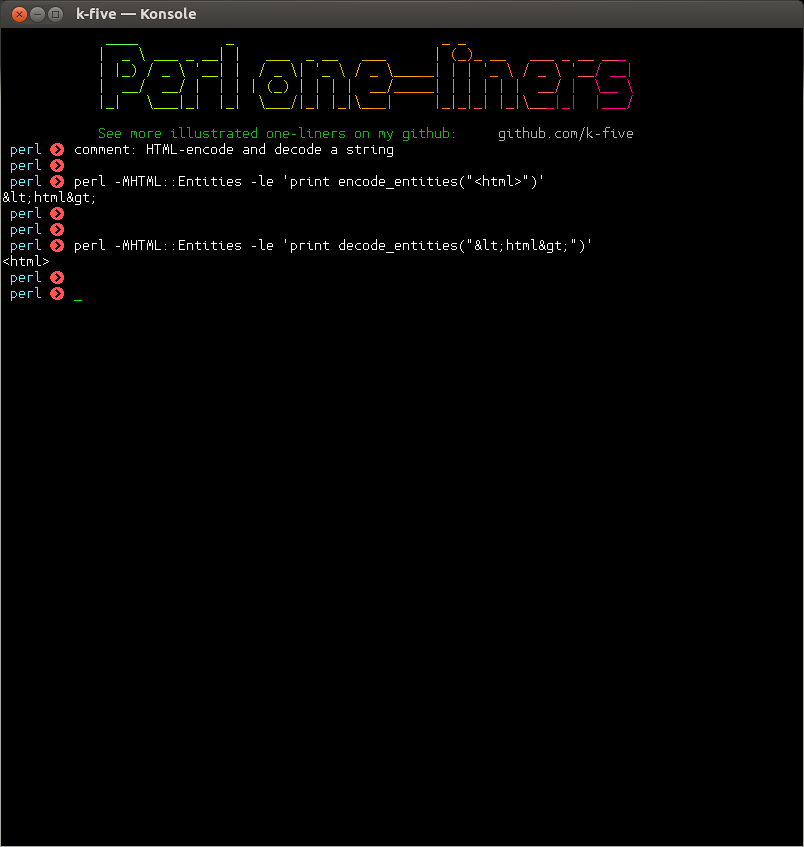 k-five — Konsole
Perl one-liners
See more illustrated one-liners on my github: github.com/k-five
perl comment: HTML-encode and decode a string
perl
perl perl -MHTML::Entities -le 'print encode_entities("<html>")'
&lt;html&gt;
perl
perl
perl perl -MHTML::Entities -le 'print decode_entities("&lt;html&gt;")'
<html>
perl
perl _